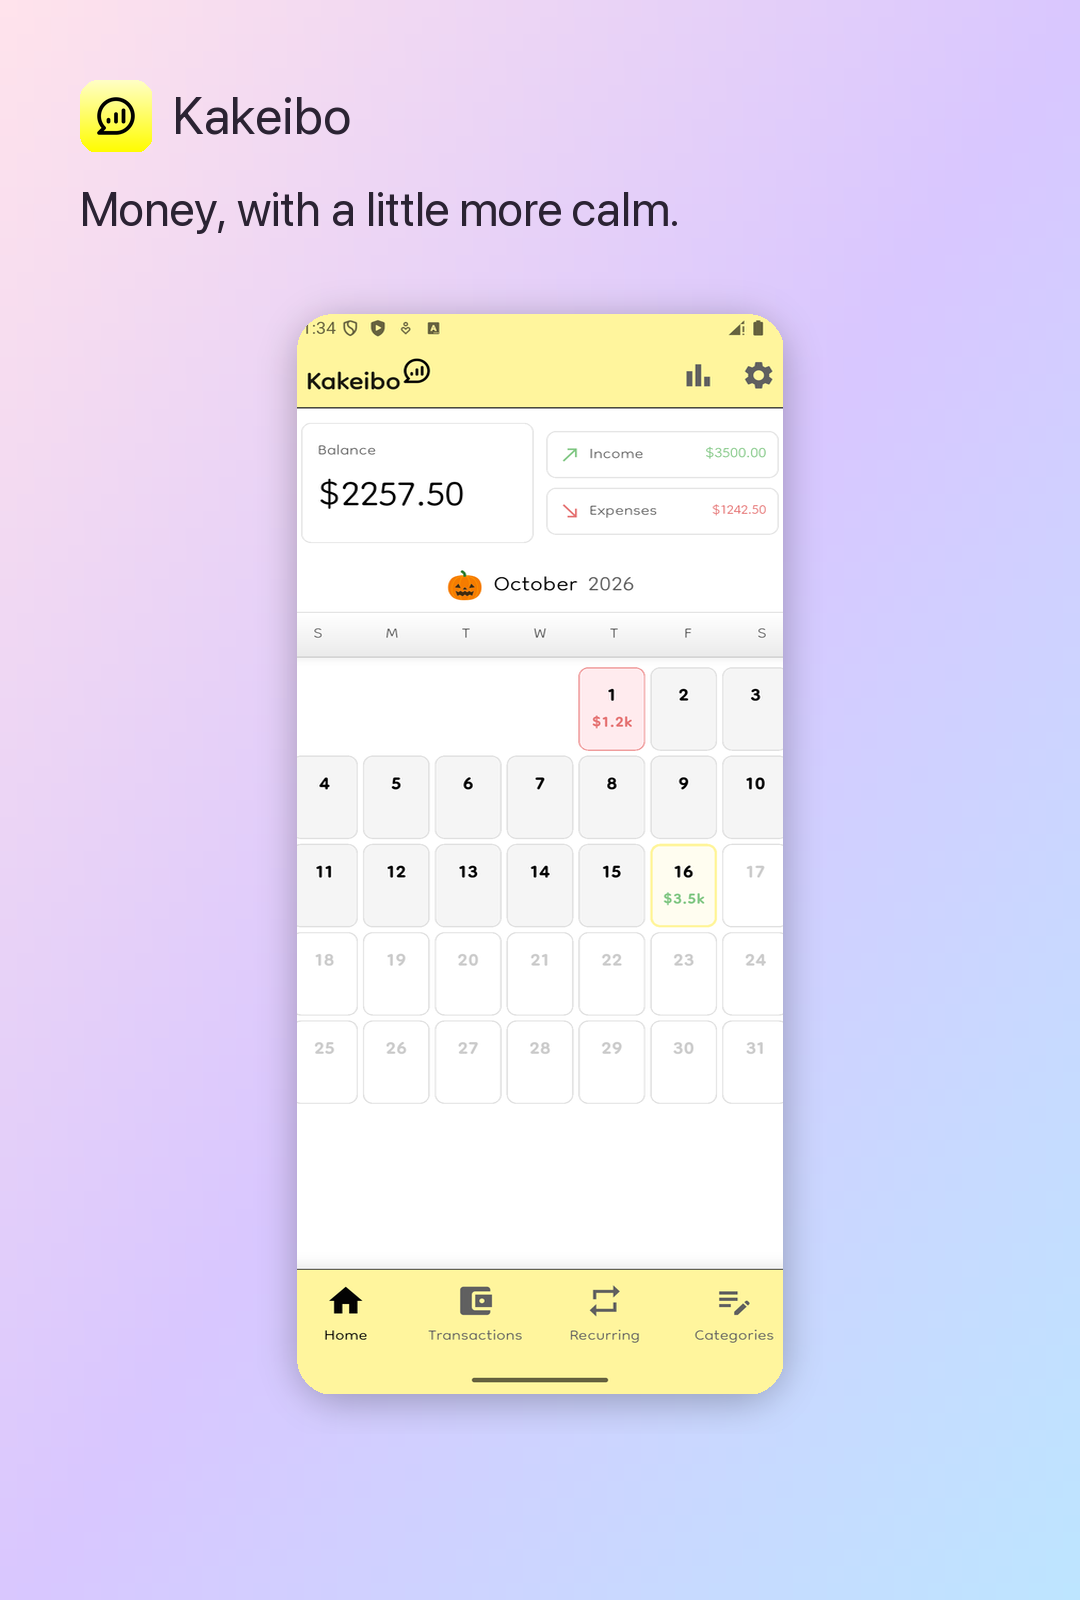 Kakeibo
Money, with a little more calm.
1:34
Kakeibo
Balance
$2257.50
Income $3500.00
Expenses $1242.50
October 2026
S M T W T F S
1 2 3
$1.2k
4 5 6 7 8 9 10
11 12 13 14 15 16 17
$3.5k
18 19 20 21 22 23 24
25 26 27 28 29 30 31
Home Transactions Recurring Categories